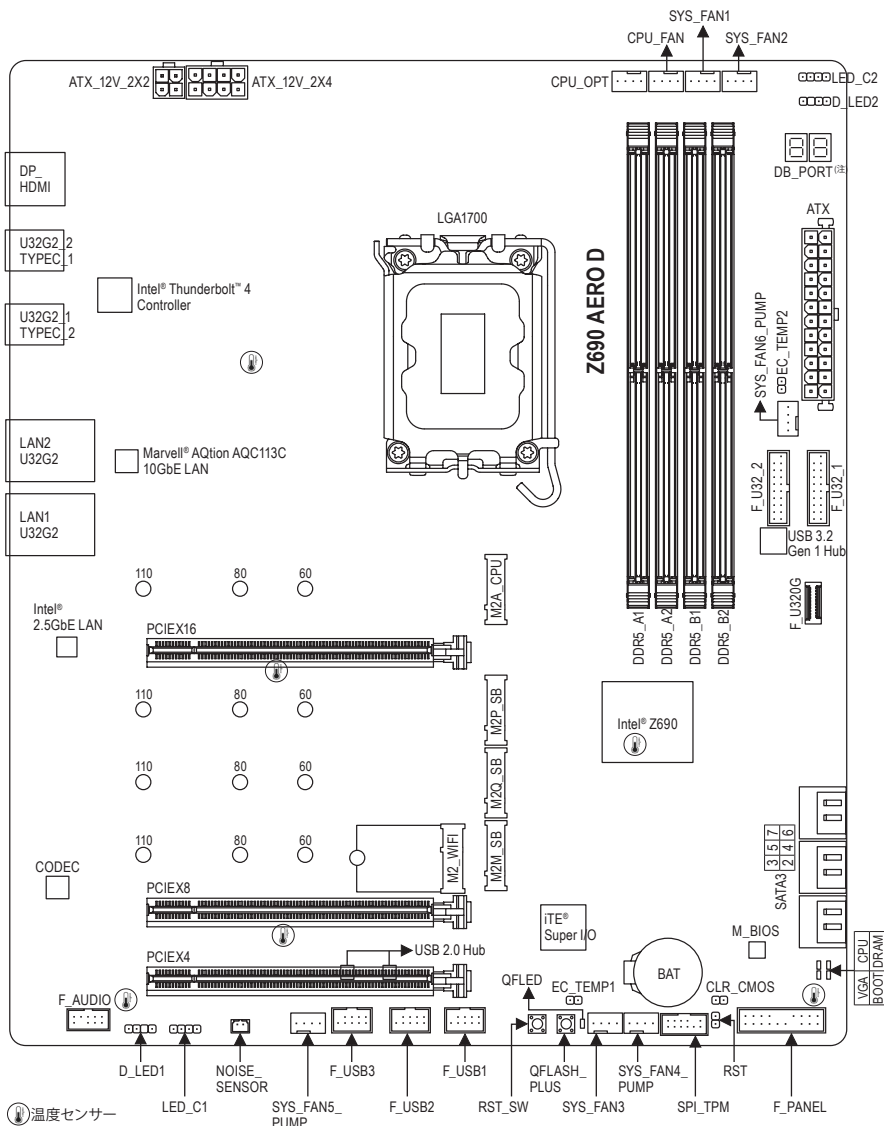 SYS_FAN1
CPU_FAN
SYS_FAN2
ATX_12V_2X2
ATX_12V_2X4
CPU_OPT
LED_C2
D_LED2
DB_PORT(注)
DP_
HDMI
LGA1700
ATX
U32G2_2
TYPEC_1
Intel® Thunderbolt™ 4
Controller
U32G2_1
TYPEC_2
Z690 AERO D
SYS_FAN6_PUMP
EC_TEMP2
LAN2
U32G2
Marvell® AQtion AQC113C
10GbE LAN
F_U32_2
F_U32_1
LAN1
U32G2
USB 3.2
Gen 1 Hub
110
80
60
M2A_CPU
F_U320G
Intel®
2.5GbE LAN
PCIEX16
DDR5_A1
DDR5_A2
DDR5_B1
DDR5_B2
110
80
60
M2P_SB
Intel® Z690
110
80
60
M2Q_SB
110
80
60
M2_WIFI
M2M_SB
SATA3
3 5 7
2 4 6
CODEC
PCIEX8
iTE®
Super I/O
M_BIOS
USB 2.0 Hub
PCIEX4
QFLED
EC_TEMP1
BAT
CLR_CMOS
VGA CPU
BOOT DRAM
F_AUDIO
D_LED1
NOISE_
SENSOR
F_USB3
F_USB1
QFLASH_
PLUS
SYS_FAN4_
PUMP
RST
LED_C1
SYS_FAN5_
PUMP
F_USB2
RST_SW
SYS_FAN3
SPI_TPM
F_PANEL
温度センサー